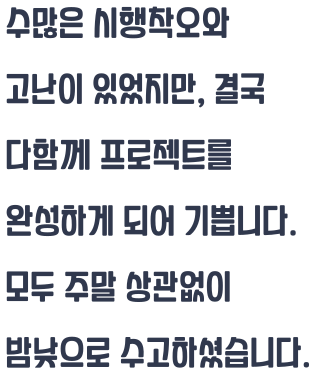 수많은 시행착오와
고난이 있었지만, 결국
다함께 프로젝트를
완성하게 되어 기쁩니다.
모두 주말 상관없이
밤낮으로 수고하셨습니다.